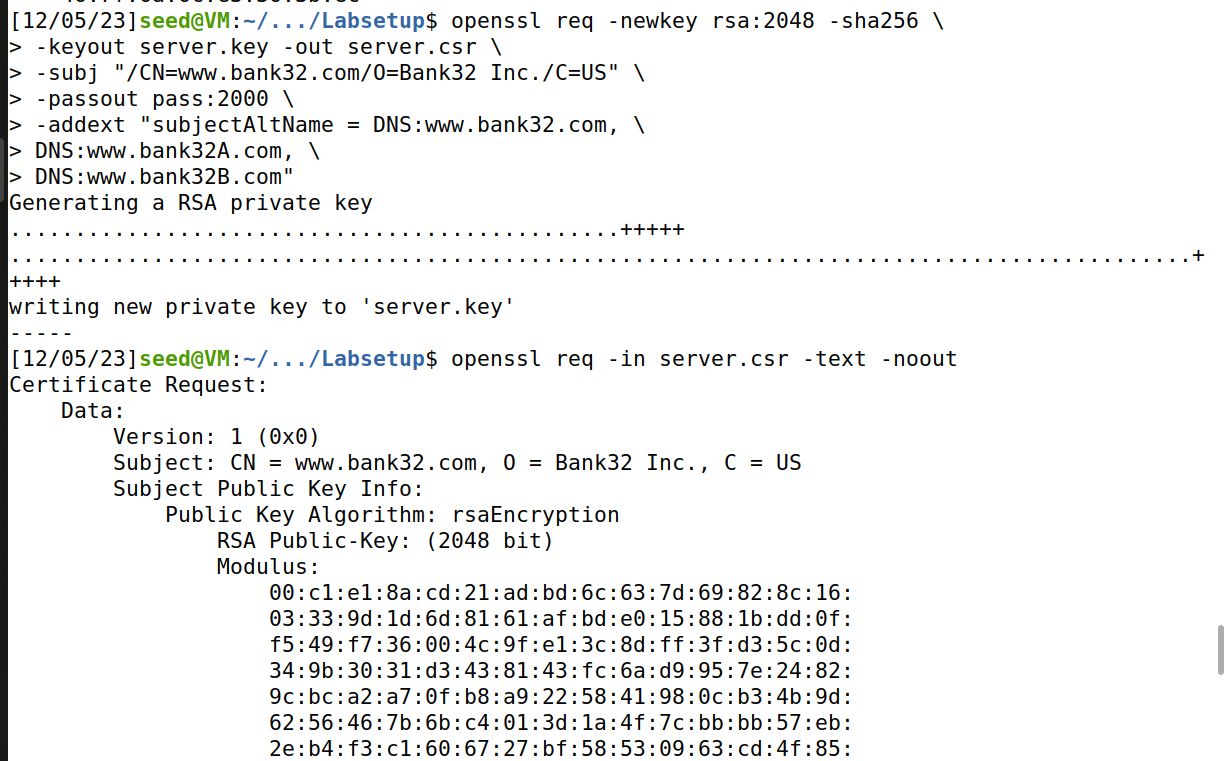 [12/05/23]seed@VM:~/.../Labsetup$ openssl req -newkey rsa:2048 -sha256 \
> -keyout server.key -out server.csr \
> -subj "/CN=www.bank32.com/O=Bank32 Inc./C=US" \
> -passout pass:2000 \
> -addext "subjectAltName = DNS:www.bank32.com, \
> DNS:www.bank32A.com, \
> DNS:www.bank32B.com"
Generating a RSA private key
...............................................+++++
...........................................................................................+
++++
writing new private key to 'server.key'
-----
[12/05/23]seed@VM:~/.../Labsetup$ openssl req -in server.csr -text -noout
Certificate Request:
    Data:
        Version: 1 (0x0)
        Subject: CN = www.bank32.com, O = Bank32 Inc., C = US
        Subject Public Key Info:
            Public Key Algorithm: rsaEncryption
                RSA Public-Key: (2048 bit)
                Modulus:
                    00:c1:e1:8a:cd:21:ad:bd:6c:63:7d:69:82:8c:16:
                    03:33:9d:1d:6d:81:61:af:bd:e0:15:88:1b:dd:0f:
                    f5:49:f7:36:00:4c:9f:e1:3c:8d:ff:3f:d3:5c:0d:
                    34:9b:30:31:d3:43:81:43:fc:6a:d9:95:7e:24:82:
                    9c:bc:a2:a7:0f:b8:a9:22:58:41:98:0c:b3:4b:9d:
                    62:56:46:7b:6b:c4:01:3d:1a:4f:7c:bb:bb:57:eb:
                    2e:b4:f3:c1:60:67:27:bf:58:53:09:63:cd:4f:85: